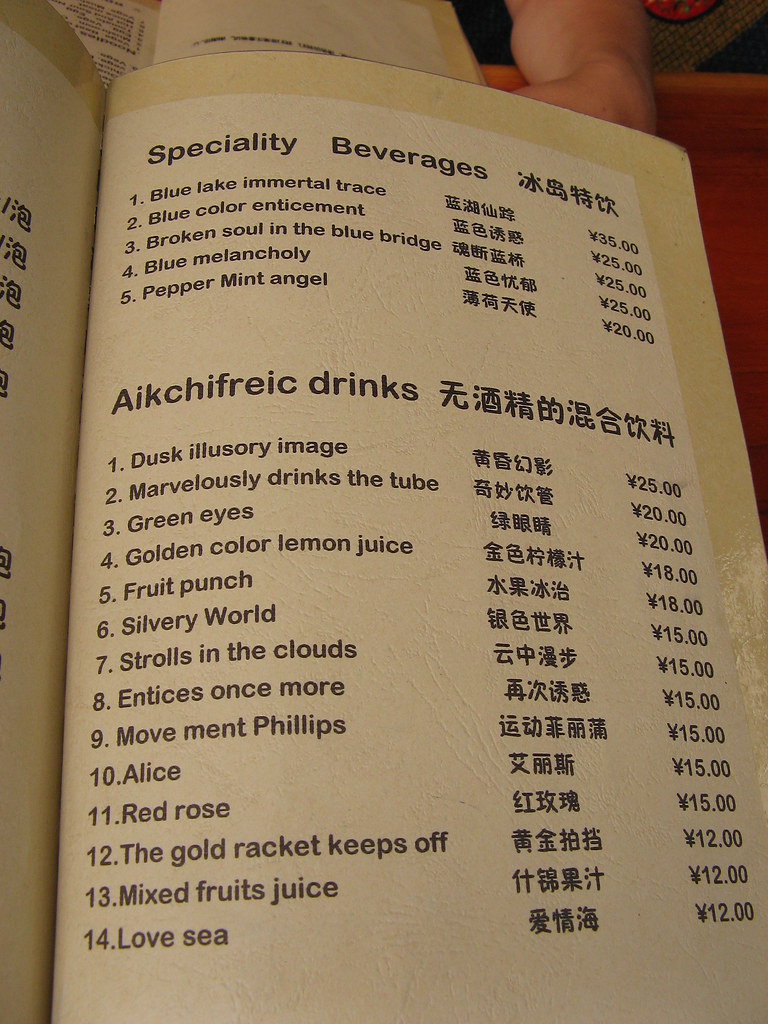 Speciality Beverages 冰岛特饮
1. Blue lake immertal trace 蓝湖仙踪 ¥35.00
2. Blue color enticement 蓝色诱惑 ¥25.00
3. Broken soul in the blue bridge 魂断蓝桥 ¥25.00
4. Blue melancholy 蓝色忧郁 ¥25.00
5. Pepper Mint angel 薄荷天使 ¥20.00
Aikchifreic drinks 无酒精的混合饮料
1. Dusk illusory image 黄昏幻影 ¥25.00
2. Marvelously drinks the tube 奇妙饮管 ¥20.00
3. Green eyes 绿眼睛 ¥20.00
4. Golden color lemon juice 金色柠檬汁 ¥18.00
5. Fruit punch 水果冰治 ¥18.00
6. Silvery World 银色世界 ¥15.00
7. Strolls in the clouds 云中漫步 ¥15.00
8. Entices once more 再次诱惑 ¥15.00
9. Move ment Phillips 运动菲丽蒲 ¥15.00
10.Alice 艾丽斯 ¥15.00
11.Red rose 红玫瑰 ¥15.00
12.The gold racket keeps off 黄金拍挡 ¥12.00
13.Mixed fruits juice 什锦果汁 ¥12.00
14.Love sea 爱情海 ¥12.00
/泡
/泡
泡
泡
泡
泡